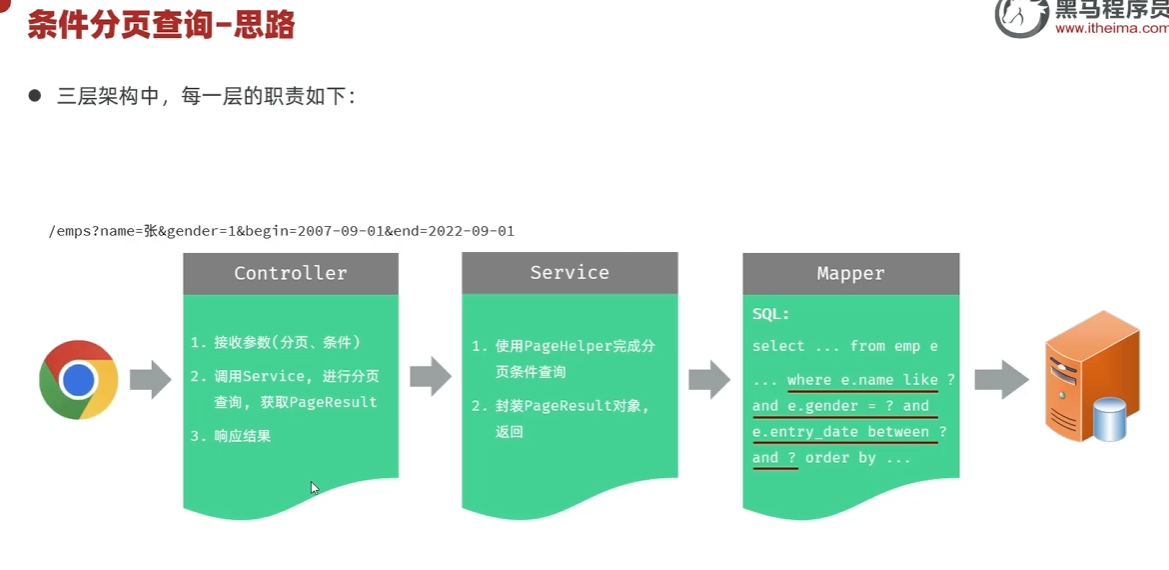 条件分页查询-思路
黑马程序员
www.itheima.com
三层架构中，每一层的职责如下：
/emps?name=张&gender=1&begin=2007-09-01&end=2022-09-01
Controller
1. 接收参数(分页、条件)
2. 调用Service, 进行分页
查询, 获取PageResult
3. 响应结果
Service
1. 使用PageHelper完成分
页条件查询
2. 封装PageResult对象,
返回
Mapper
SQL:
select ... from emp e
... where e.name like ?
and e.gender = ? and
e.entry_date between ?
and ? order by ...